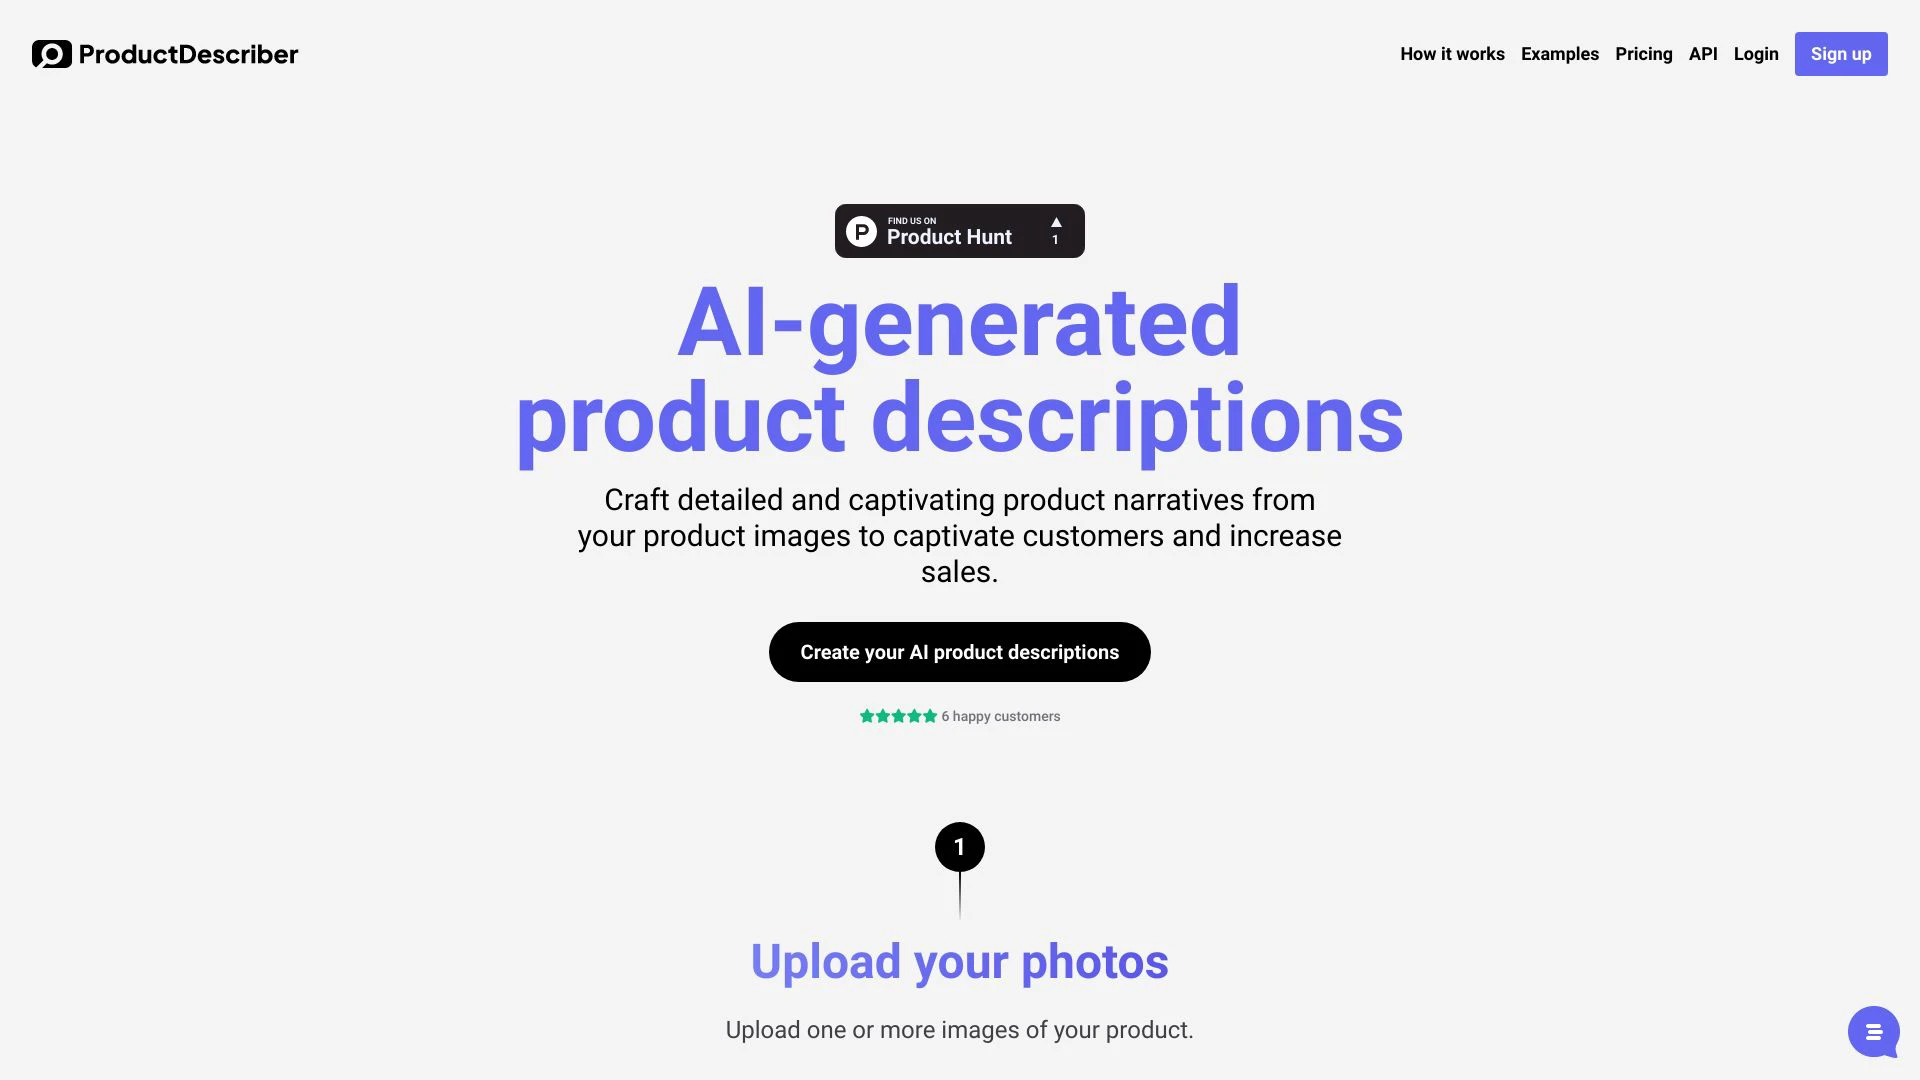 ProductDescriber
How it works Examples Pricing API Login Sign up
FIND US ON
Product Hunt
1
AI-generated
product descriptions
Craft detailed and captivating product narratives from
your product images to captivate customers and increase
sales.
Create your AI product descriptions
6 happy customers
1
Upload your photos
Upload one or more images of your product.